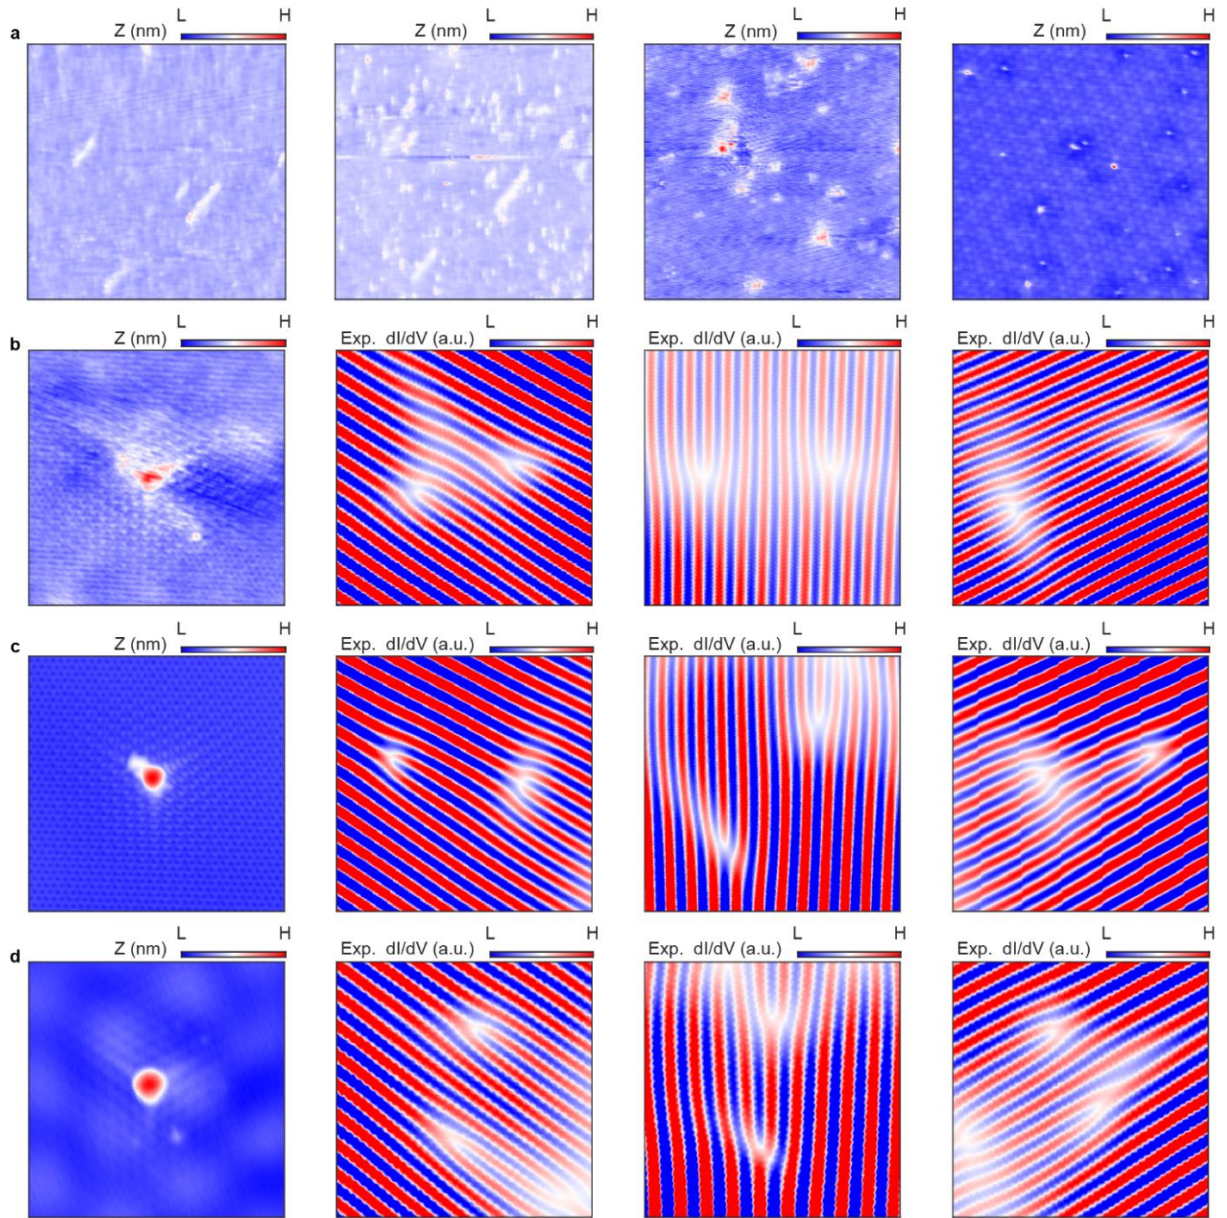 L H L H L H L H
a Z (nm) Z (nm) Z (nm) Z (nm)
L H L H L H L H
b Z (nm) Exp. dI/dV (a.u.) Exp. dI/dV (a.u.) Exp. dI/dV (a.u.)
L H L H L H L H
c Z (nm) Exp. dI/dV (a.u.) Exp. dI/dV (a.u.) Exp. dI/dV (a.u.)
L H L H L H L H
d Z (nm) Exp. dI/dV (a.u.) Exp. dI/dV (a.u.) Exp. dI/dV (a.u.)